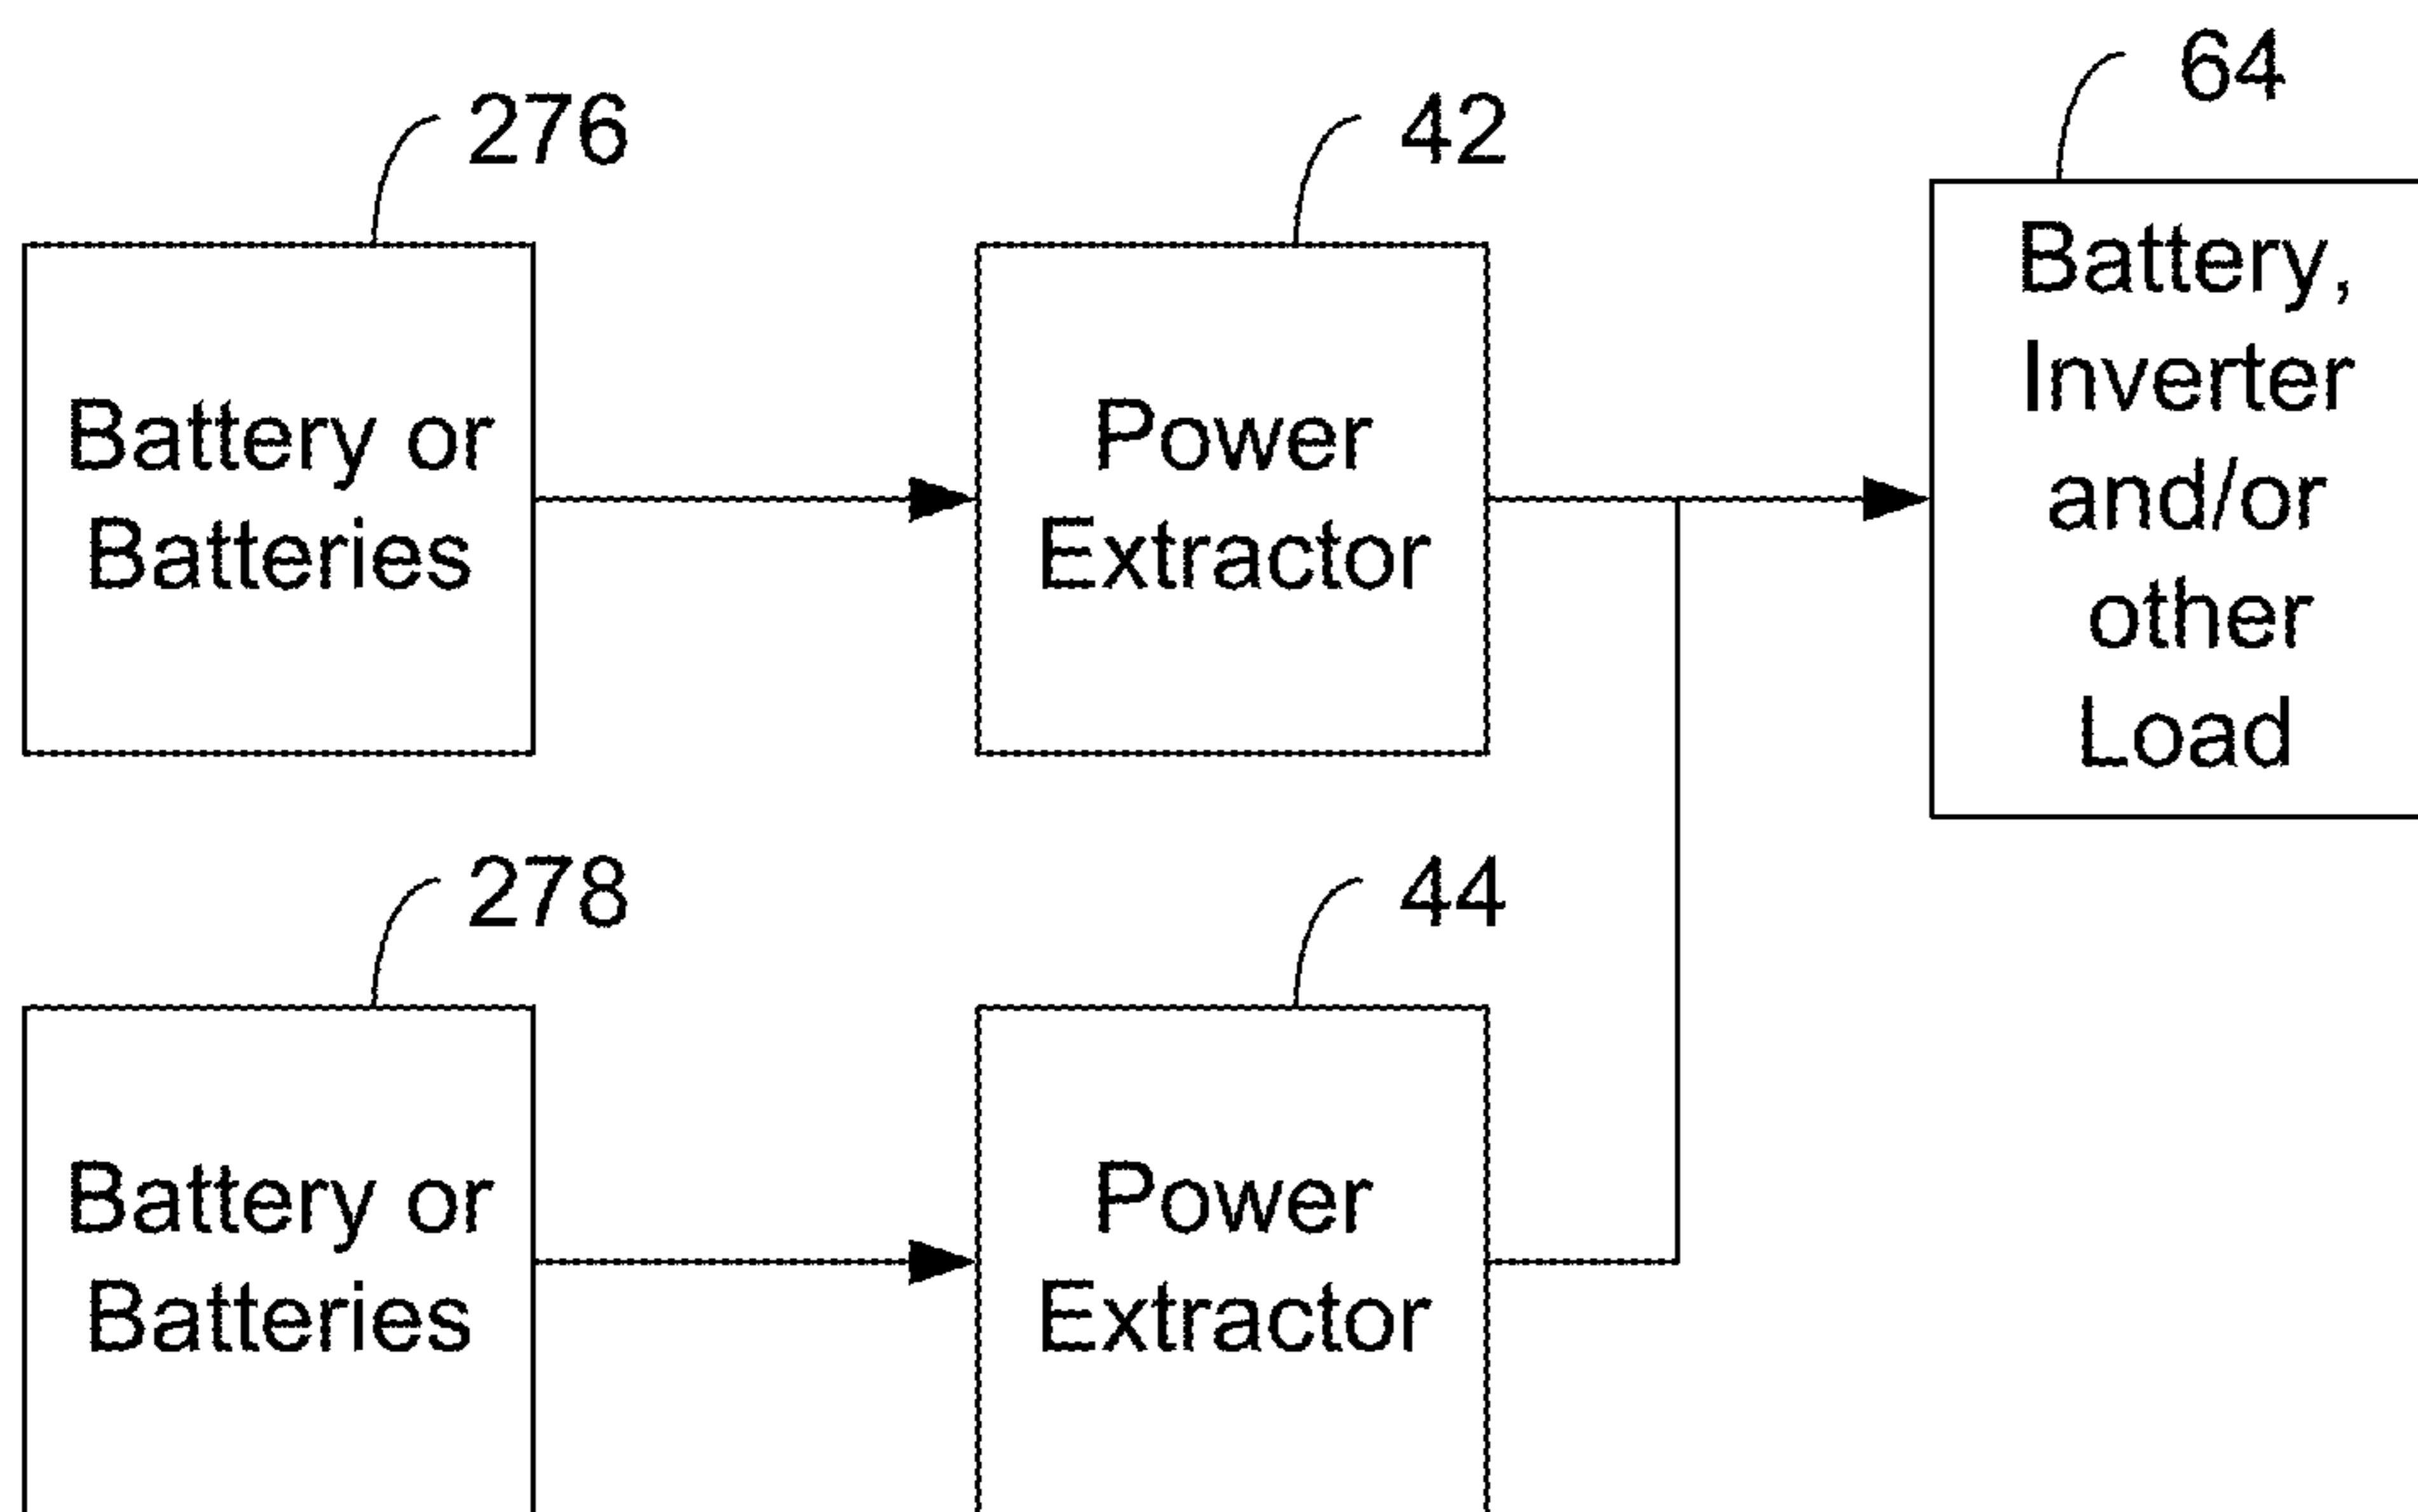 276
42
64
Battery or
Batteries
Power
Extractor
Battery,
Inverter
and/or
other
Load
278
44
Battery or
Batteries
Power
Extractor